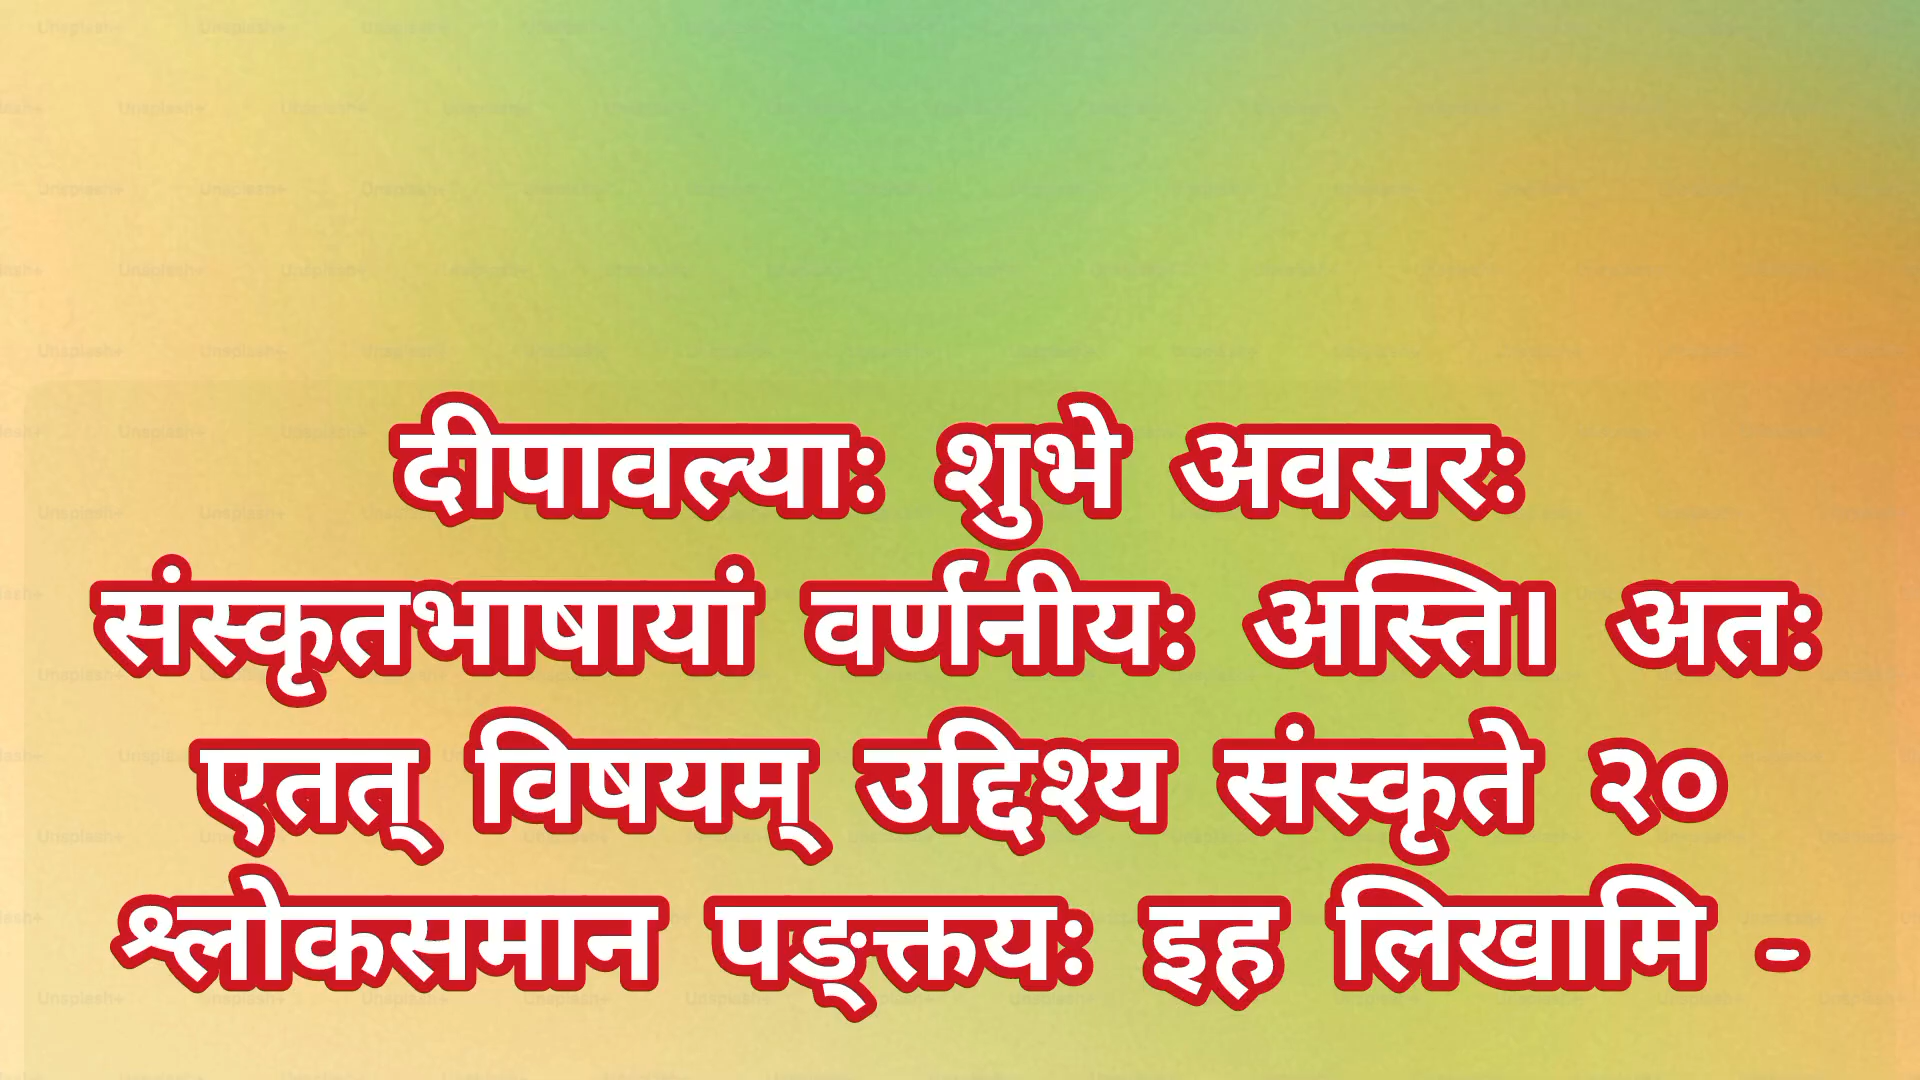 दीपावल्याः शुभे अवसरः
संस्कृतभाषायां वर्णनीयः अस्ति। अतः
एतत् विषयम् उद्दिश्य संस्कृते २०
श्लोकसमान पङ्क्तयः इह लिखामि -